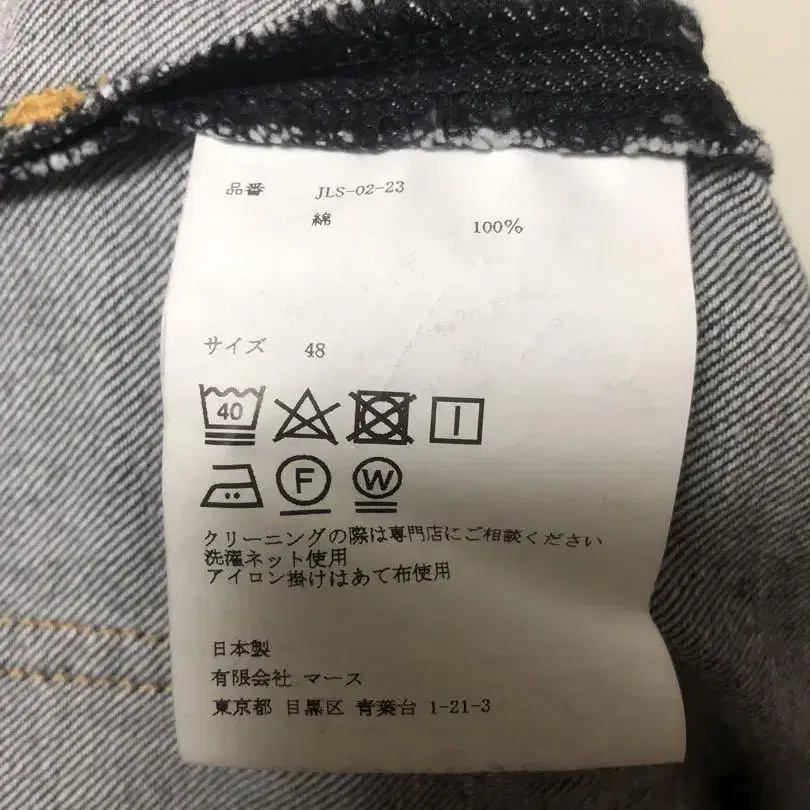 品番 JLS-02-23
綿 100%
サイズ 48
40
F W
クリーニングの際は専門店にご相談ください
洗濯ネット使用
アイロン掛けはあて布使用
日本製
有限会社 マース
東京都 目黒区 青葉台 1-21-3